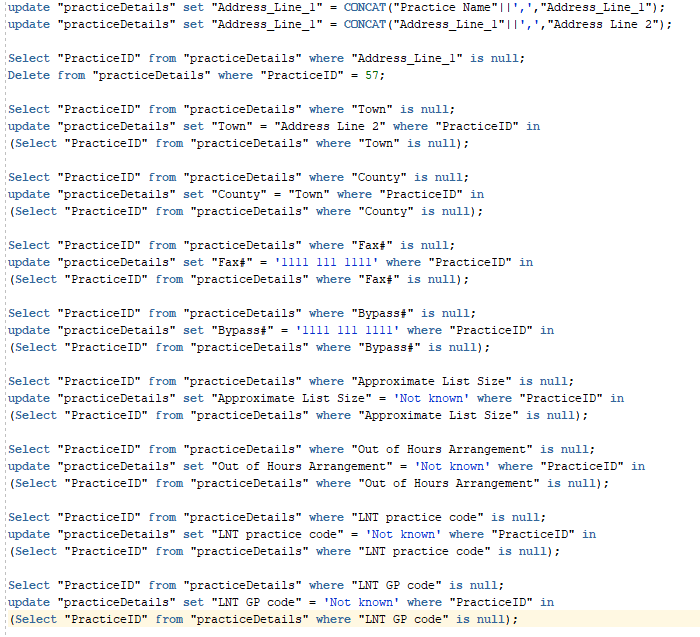 update "practiceDetails" set "Address_Line_1" = CONCAT("Practice Name"||',',"Address_Line_1");
update "practiceDetails" set "Address_Line_1" = CONCAT("Address_Line_1"||',',"Address Line 2");
Select "PracticeID" from "practiceDetails" where "Address_Line_1" is null;
Delete from "practiceDetails" where "PracticeID" = 57;
Select "PracticeID" from "practiceDetails" where "Town" is null;
update "practiceDetails" set "Town" = "Address Line 2" where "PracticeID" in
(Select "PracticeID" from "practiceDetails" where "Town" is null);
Select "PracticeID" from "practiceDetails" where "County" is null;
update "practiceDetails" set "County" = "Town" where "PracticeID" in
(Select "PracticeID" from "practiceDetails" where "County" is null);
Select "PracticeID" from "practiceDetails" where "Fax#" is null;
update "practiceDetails" set "Fax#" = '1111 111 1111' where "PracticeID" in
(Select "PracticeID" from "practiceDetails" where "Fax#" is null);
Select "PracticeID" from "practiceDetails" where "Bypass#" is null;
update "practiceDetails" set "Bypass#" = '1111 111 1111' where "PracticeID" in
(Select "PracticeID" from "practiceDetails" where "Bypass#" is null);
Select "PracticeID" from "practiceDetails" where "Approximate List Size" is null;
update "practiceDetails" set "Approximate List Size" = 'Not known' where "PracticeID" in
(Select "PracticeID" from "practiceDetails" where "Approximate List Size" is null);
Select "PracticeID" from "practiceDetails" where "Out of Hours Arrangement" is null;
update "practiceDetails" set "Out of Hours Arrangement" = 'Not known' where "PracticeID" in
(Select "PracticeID" from "practiceDetails" where "Out of Hours Arrangement" is null);
Select "PracticeID" from "practiceDetails" where "LNT practice code" is null;
update "practiceDetails" set "LNT practice code" = 'Not known' where "PracticeID" in
(Select "PracticeID" from "practiceDetails" where "LNT practice code" is null);
Select "PracticeID" from "practiceDetails" where "LNT GP code" is null;
update "practiceDetails" set "LNT GP code" = 'Not known' where "PracticeID" in
(Select "PracticeID" from "practiceDetails" where "LNT GP code" is null);